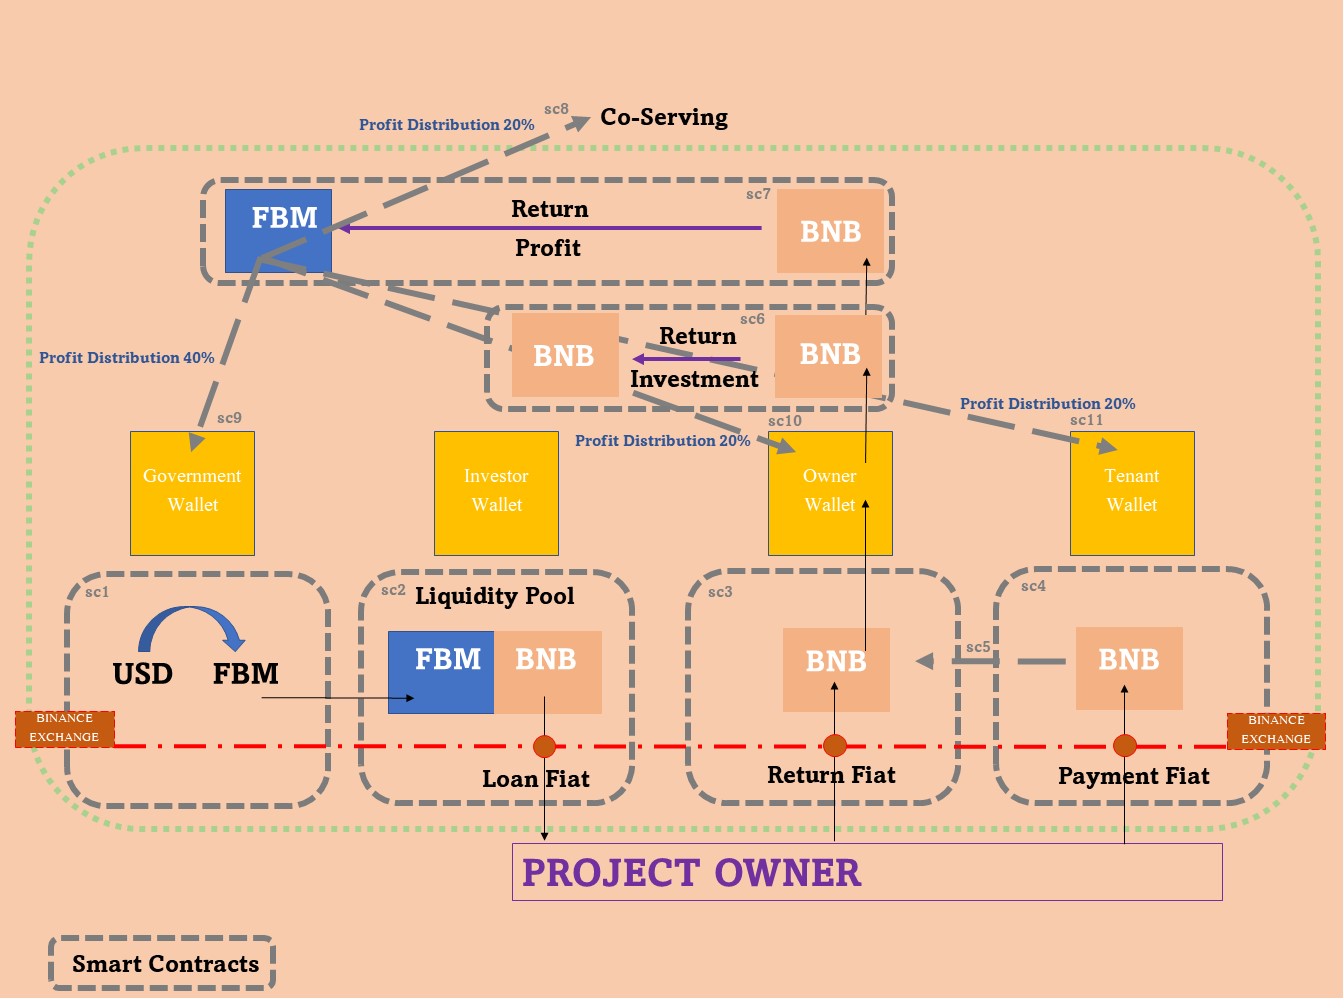 sc8
Co-Serving
Profit Distribution 20%
sc7
FBM
Return
BNB
Profit
sc6
Return
BNB
BNB
Investment
Profit Distribution 40%
Profit Distribution 20%
sc9
sc10
sc11
Profit Distribution 20%
Government
Wallet
Investor
Wallet
Owner
Wallet
Tenant
Wallet
sc1
sc2
Liquidity Pool
sc3
sc4
USD
FBM
FBM
BNB
BNB
sc5
BNB
BINANCE
EXCHANGE
BINANCE
EXCHANGE
Loan Fiat
Return Fiat
Payment Fiat
PROJECT OWNER
Smart Contracts